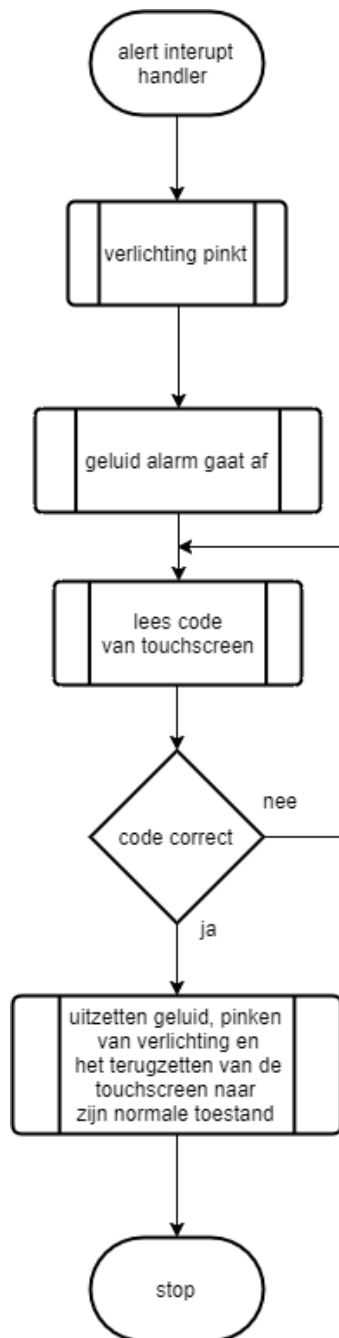 alert interupt
handler
verlichting pinkt
geluid alarm gaat af
lees code
van touchscreen
code correct
nee
ja
uitzetten geluid, pinken
van verlichting en
het terugzetten van de
touchscreen naar
zijn normale toestand
stop